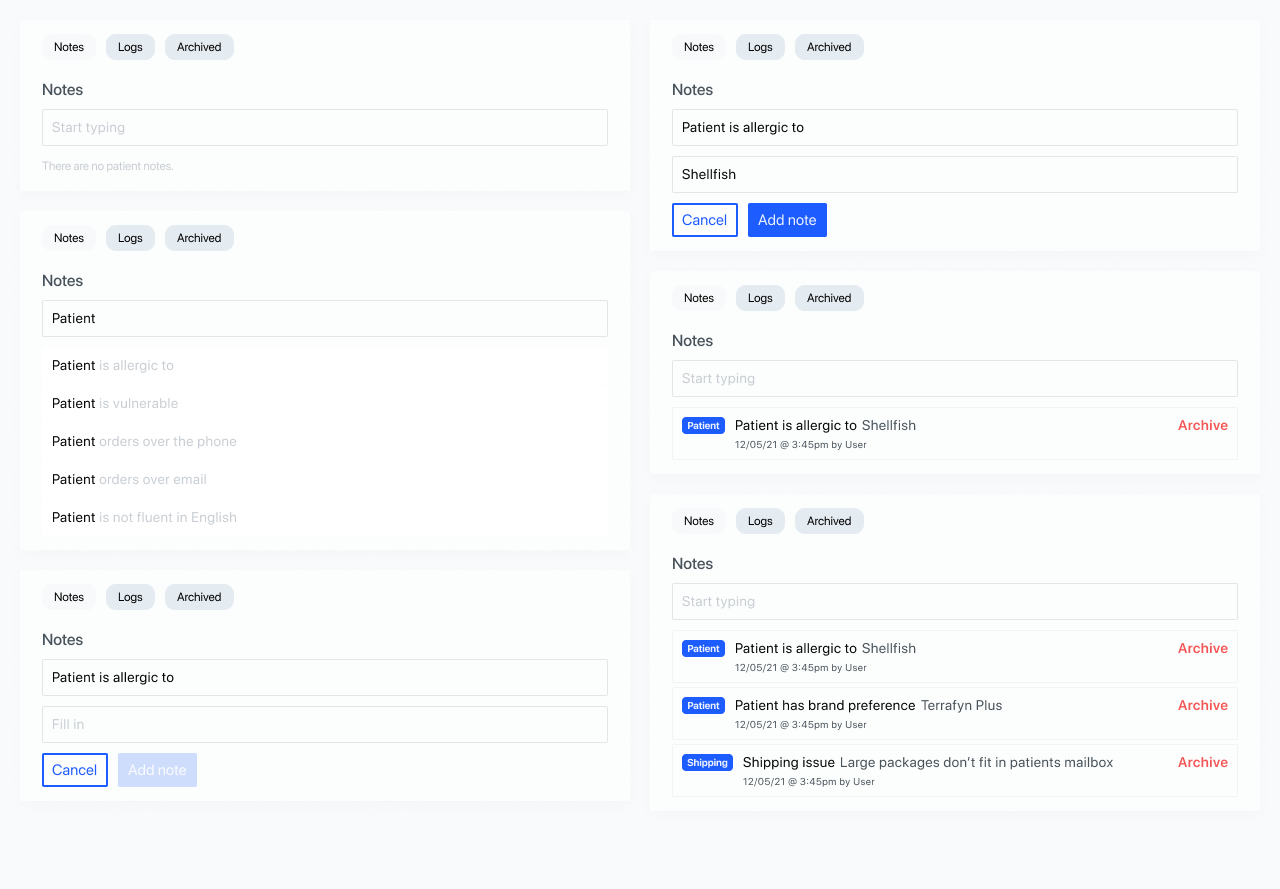 Notes Logs Archived
Notes
Start typing
There are no patient notes.
Notes Logs Archived
Notes
Patient
Patient is allergic to
Patient is vulnerable
Patient orders over the phone
Patient orders over email
Patient is not fluent in English
Notes Logs Archived
Notes
Patient is allergic to
Fill in
Cancel Add note
Notes Logs Archived
Notes
Patient is allergic to
Shellfish
Cancel Add note
Notes Logs Archived
Notes
Start typing
Patient Patient is allergic to Shellfish Archive
12/05/21 @ 3:45pm by User
Notes Logs Archived
Notes
Start typing
Patient Patient is allergic to Shellfish Archive
12/05/21 @ 3:45pm by User
Patient Patient has brand preference Terrafyn Plus Archive
12/05/21 @ 3:45pm by User
Shipping Shipping issue Large packages don’t fit in patients mailbox Archive
12/05/21 @ 3:45pm by User